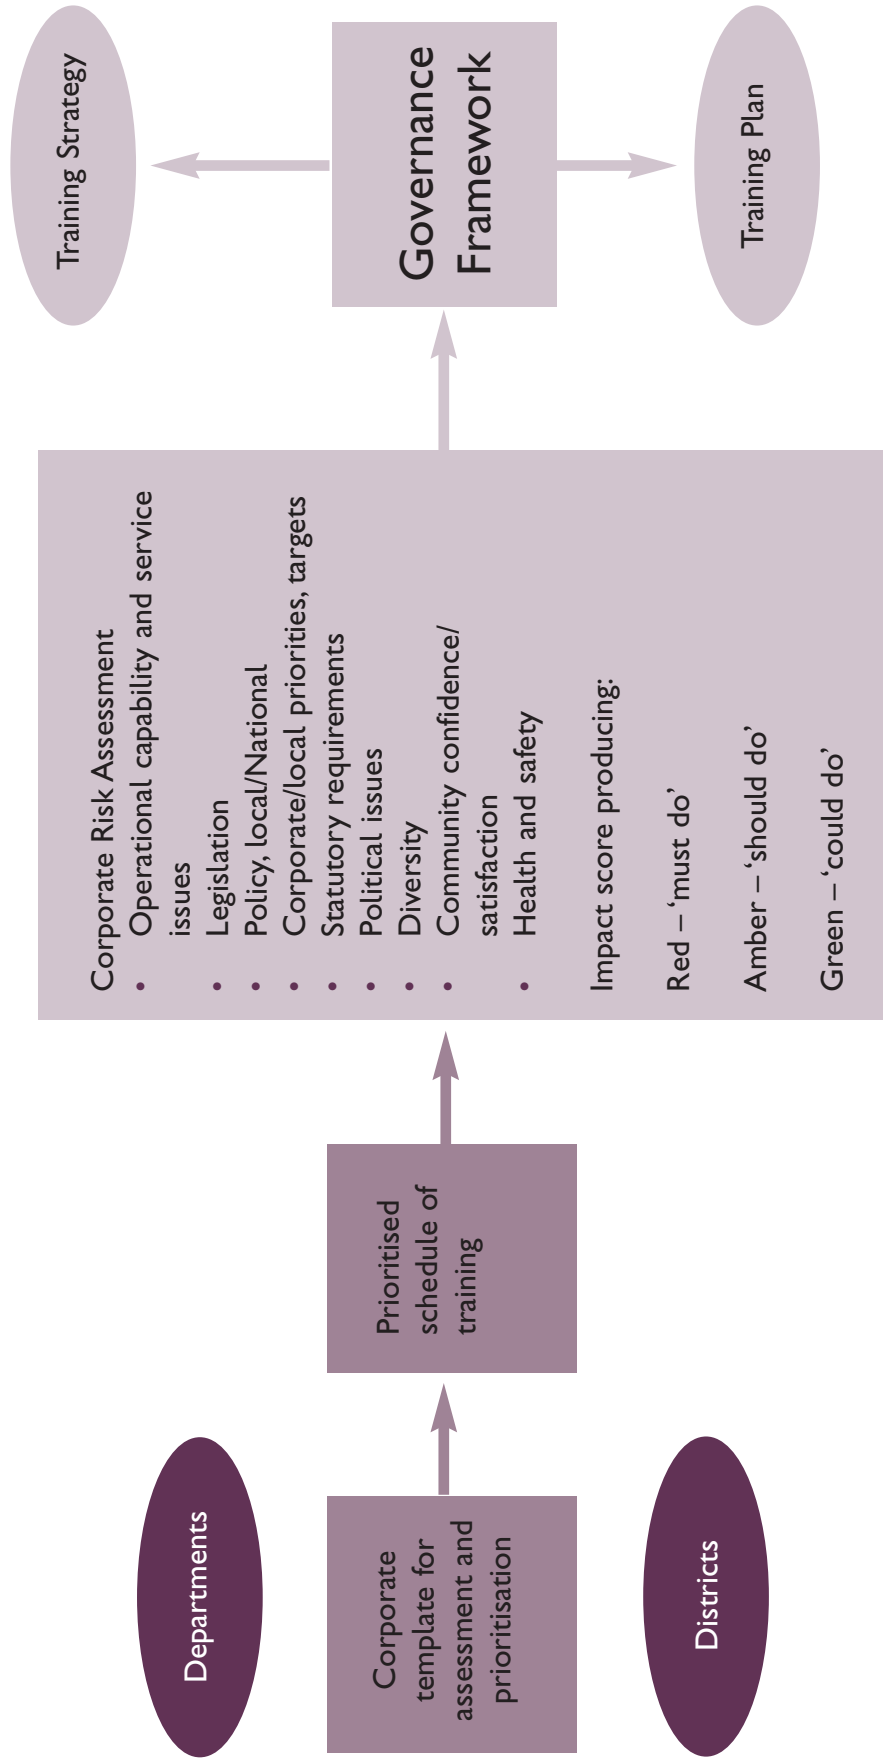 Departments
Corporate
template for
assessment and
prioritisation
Districts
Prioritised
schedule of
training
Corporate Risk Assessment
• Operational capability and service
issues
• Legislation
• Policy, local/National
• Corporate/local priorities, targets
• Statutory requirements
• Political issues
• Diversity
• Community confidence/
satisfaction
• Health and safety
Impact score producing:
Red – ‘must do’
Amber – ‘should do’
Green – ‘could do’
Training Strategy
Governance
Framework
Training Plan